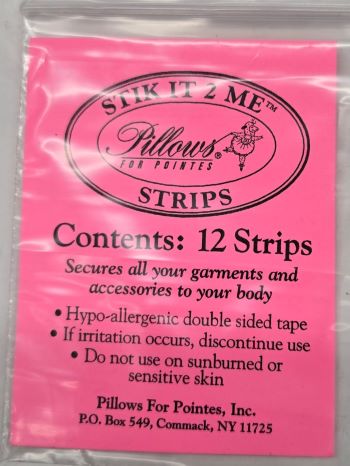 STIK IT 2 ME™
Pillows®
FOR POINTES
STRIPS
Contents: 12 Strips
Secures all your garments and
accessories to your body
• Hypo-allergenic double sided tape
• If irritation occurs, discontinue use
• Do not use on sunburned or
sensitive skin
Pillows For Pointes, Inc.
P.O. Box 549, Commack, NY 11725